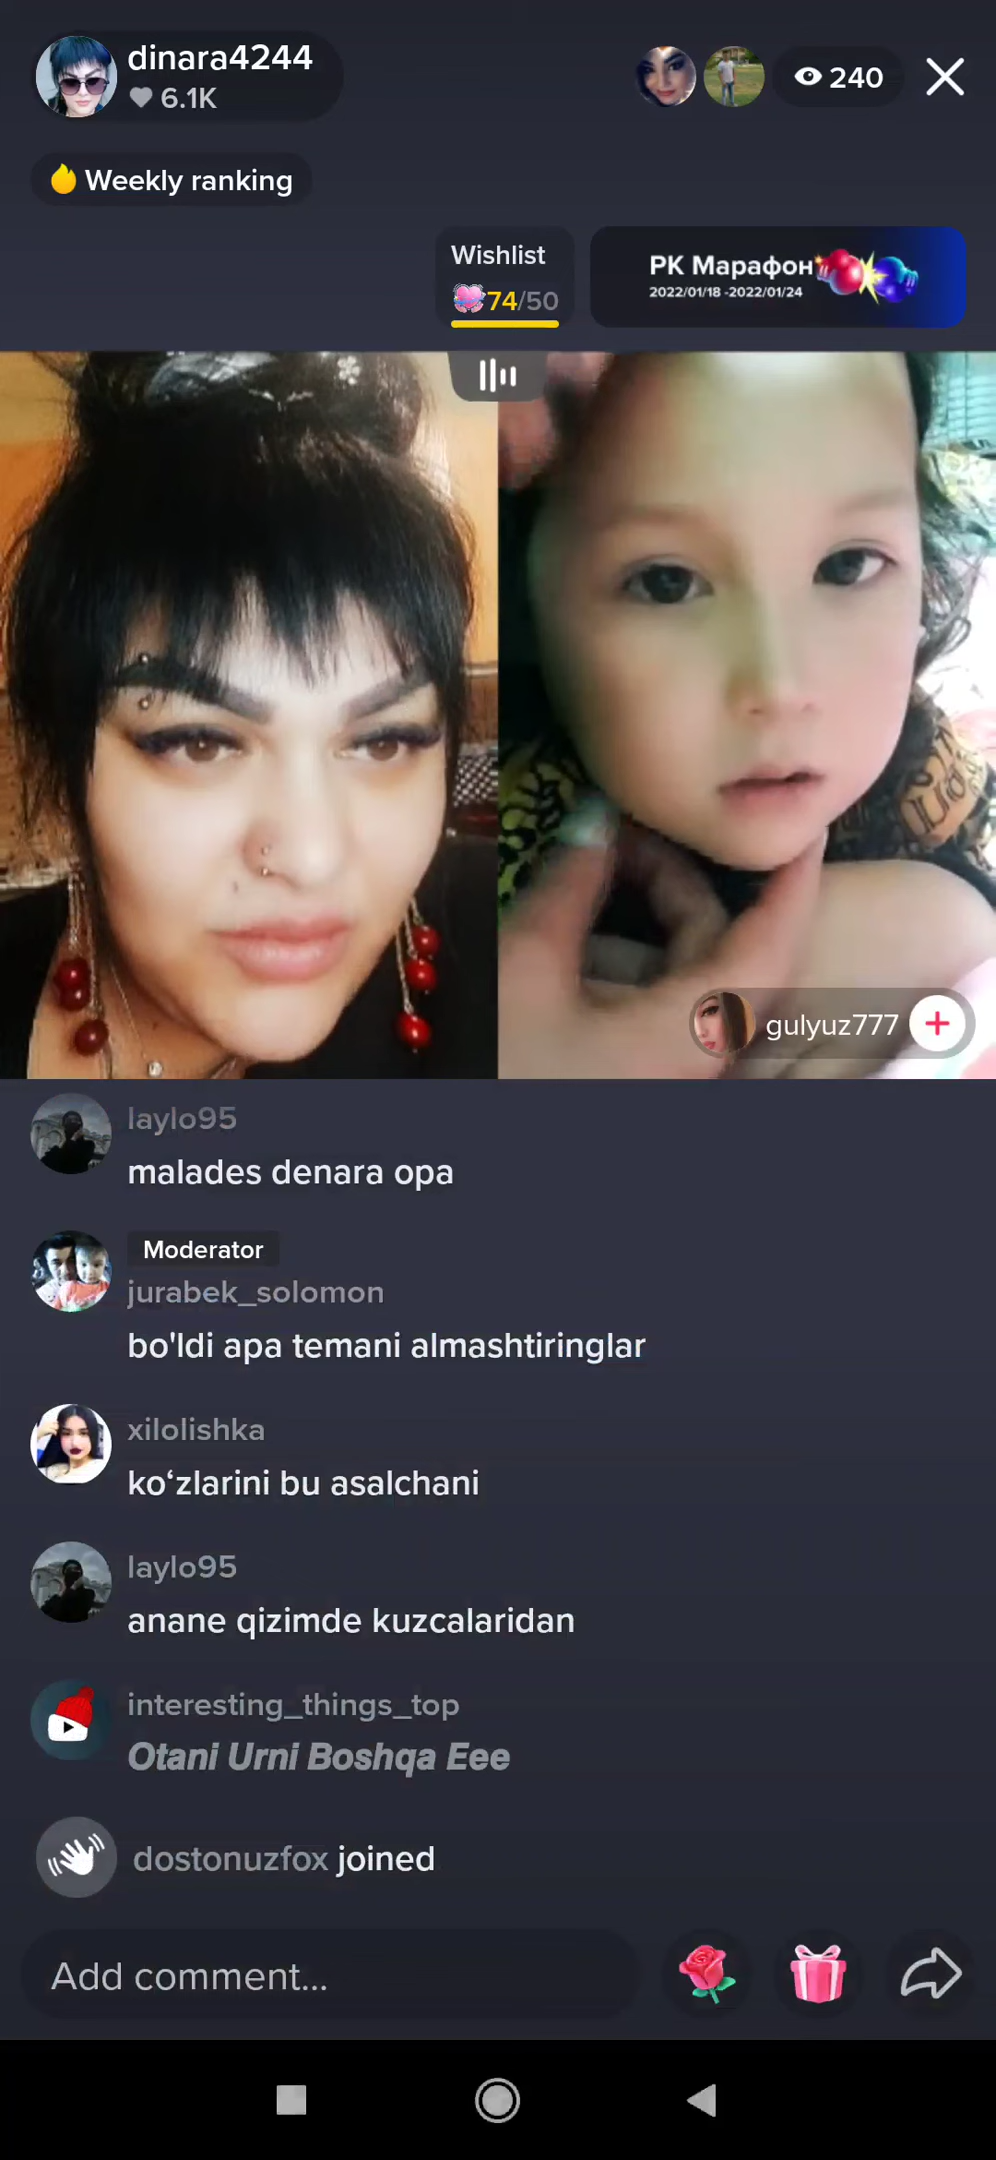 dinara4244
6.1K
240
Weekly ranking
Wishlist
74/50
PK Марафон
2022/01/18 -2022/01/24
gulyuz777
laylo95
malades denara opa
Moderator
jurabek_solomon
bo'ldi apa temani almashtiringlar
xilolishka
ko‘zlarini bu asalchani
laylo95
anane qizimde kuzcalaridan
interesting_things_top
Otani Urni Boshqa Eee
dostonuzfox joined
Add comment...